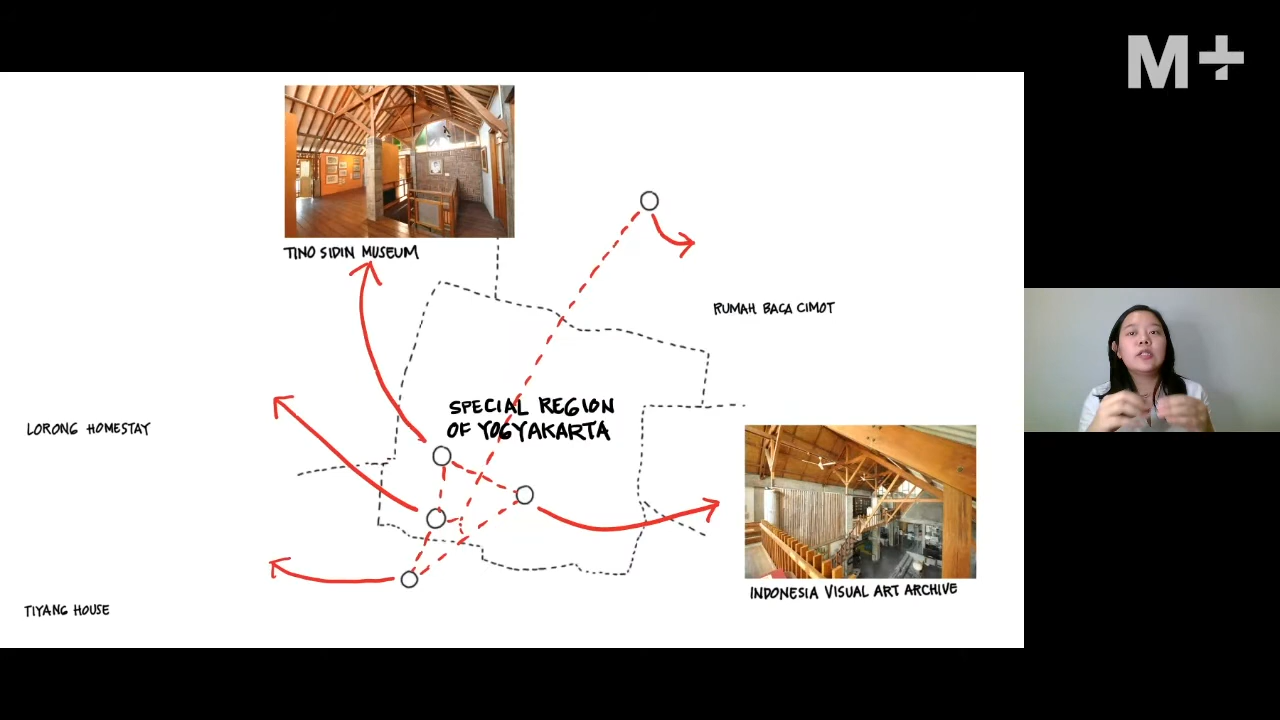 M+
TINO SIDIN MUSEUM
RUMAH BACA CIMOT
SPECIAL REGION
OF YOGYAKARTA
LORONG HOMESTAY
INDONESIA VISUAL ART ARCHIVE
TIYANG HOUSE